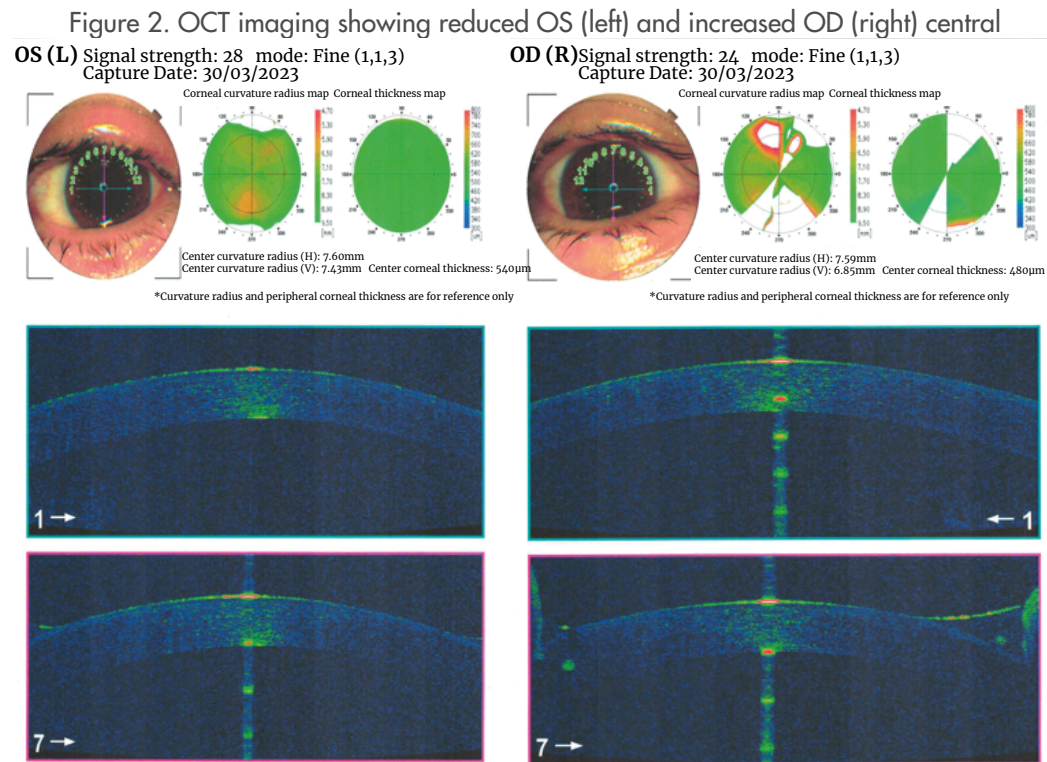 Figure 2. OCT imaging showing reduced OS (left) and increased OD (right) central
OS (L) Signal strength: 28 mode: Fine (1,1,3)
Capture Date: 30/03/2023
Corneal curvature radius map Corneal thickness map
Center curvature radius (H): 7.60mm
Center curvature radius (V): 7.43mm Center corneal thickness: 540μm
*Curvature radius and peripheral corneal thickness are for reference only
OD (R) Signal strength: 24 mode: Fine (1,1,3)
Capture Date: 30/03/2023
Corneal curvature radius map Corneal thickness map
Center curvature radius (H): 7.59mm
Center curvature radius (V): 6.85mm Center corneal thickness: 480μm
*Curvature radius and peripheral corneal thickness are for reference only
1 →
← 1
7 →
7 →